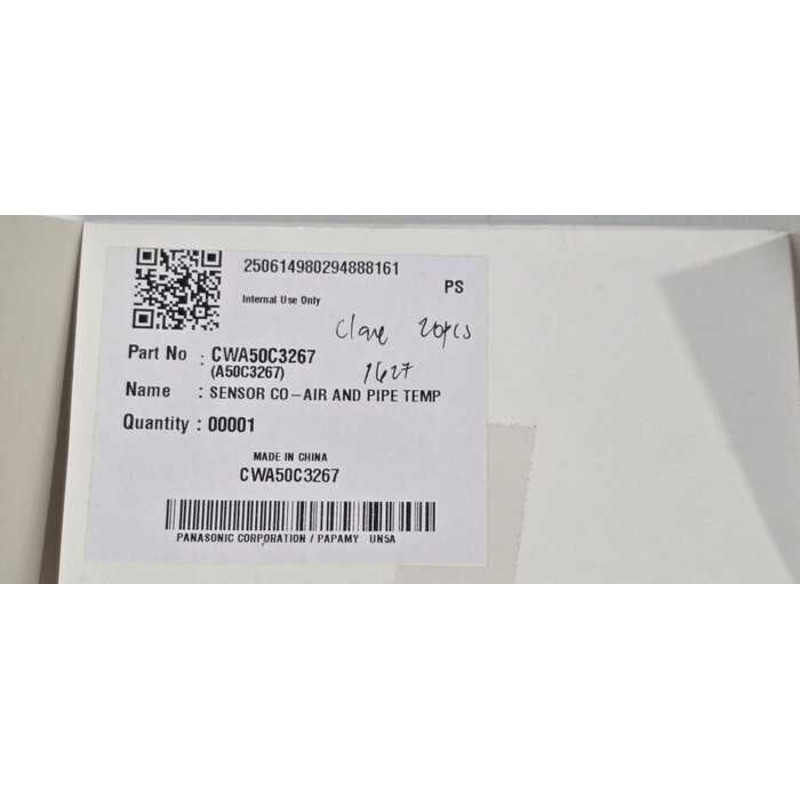 250614980294888161
PS
Internal Use Only
20pcs
Part No : CWA50C3267
(A50C3267)
1627
Name : SENSOR CO-AIR AND PIPE TEMP
Quantity : 00001
MADE IN CHINA
CWA50C3267
PANASONIC CORPORATION / PAPAMY UN5A